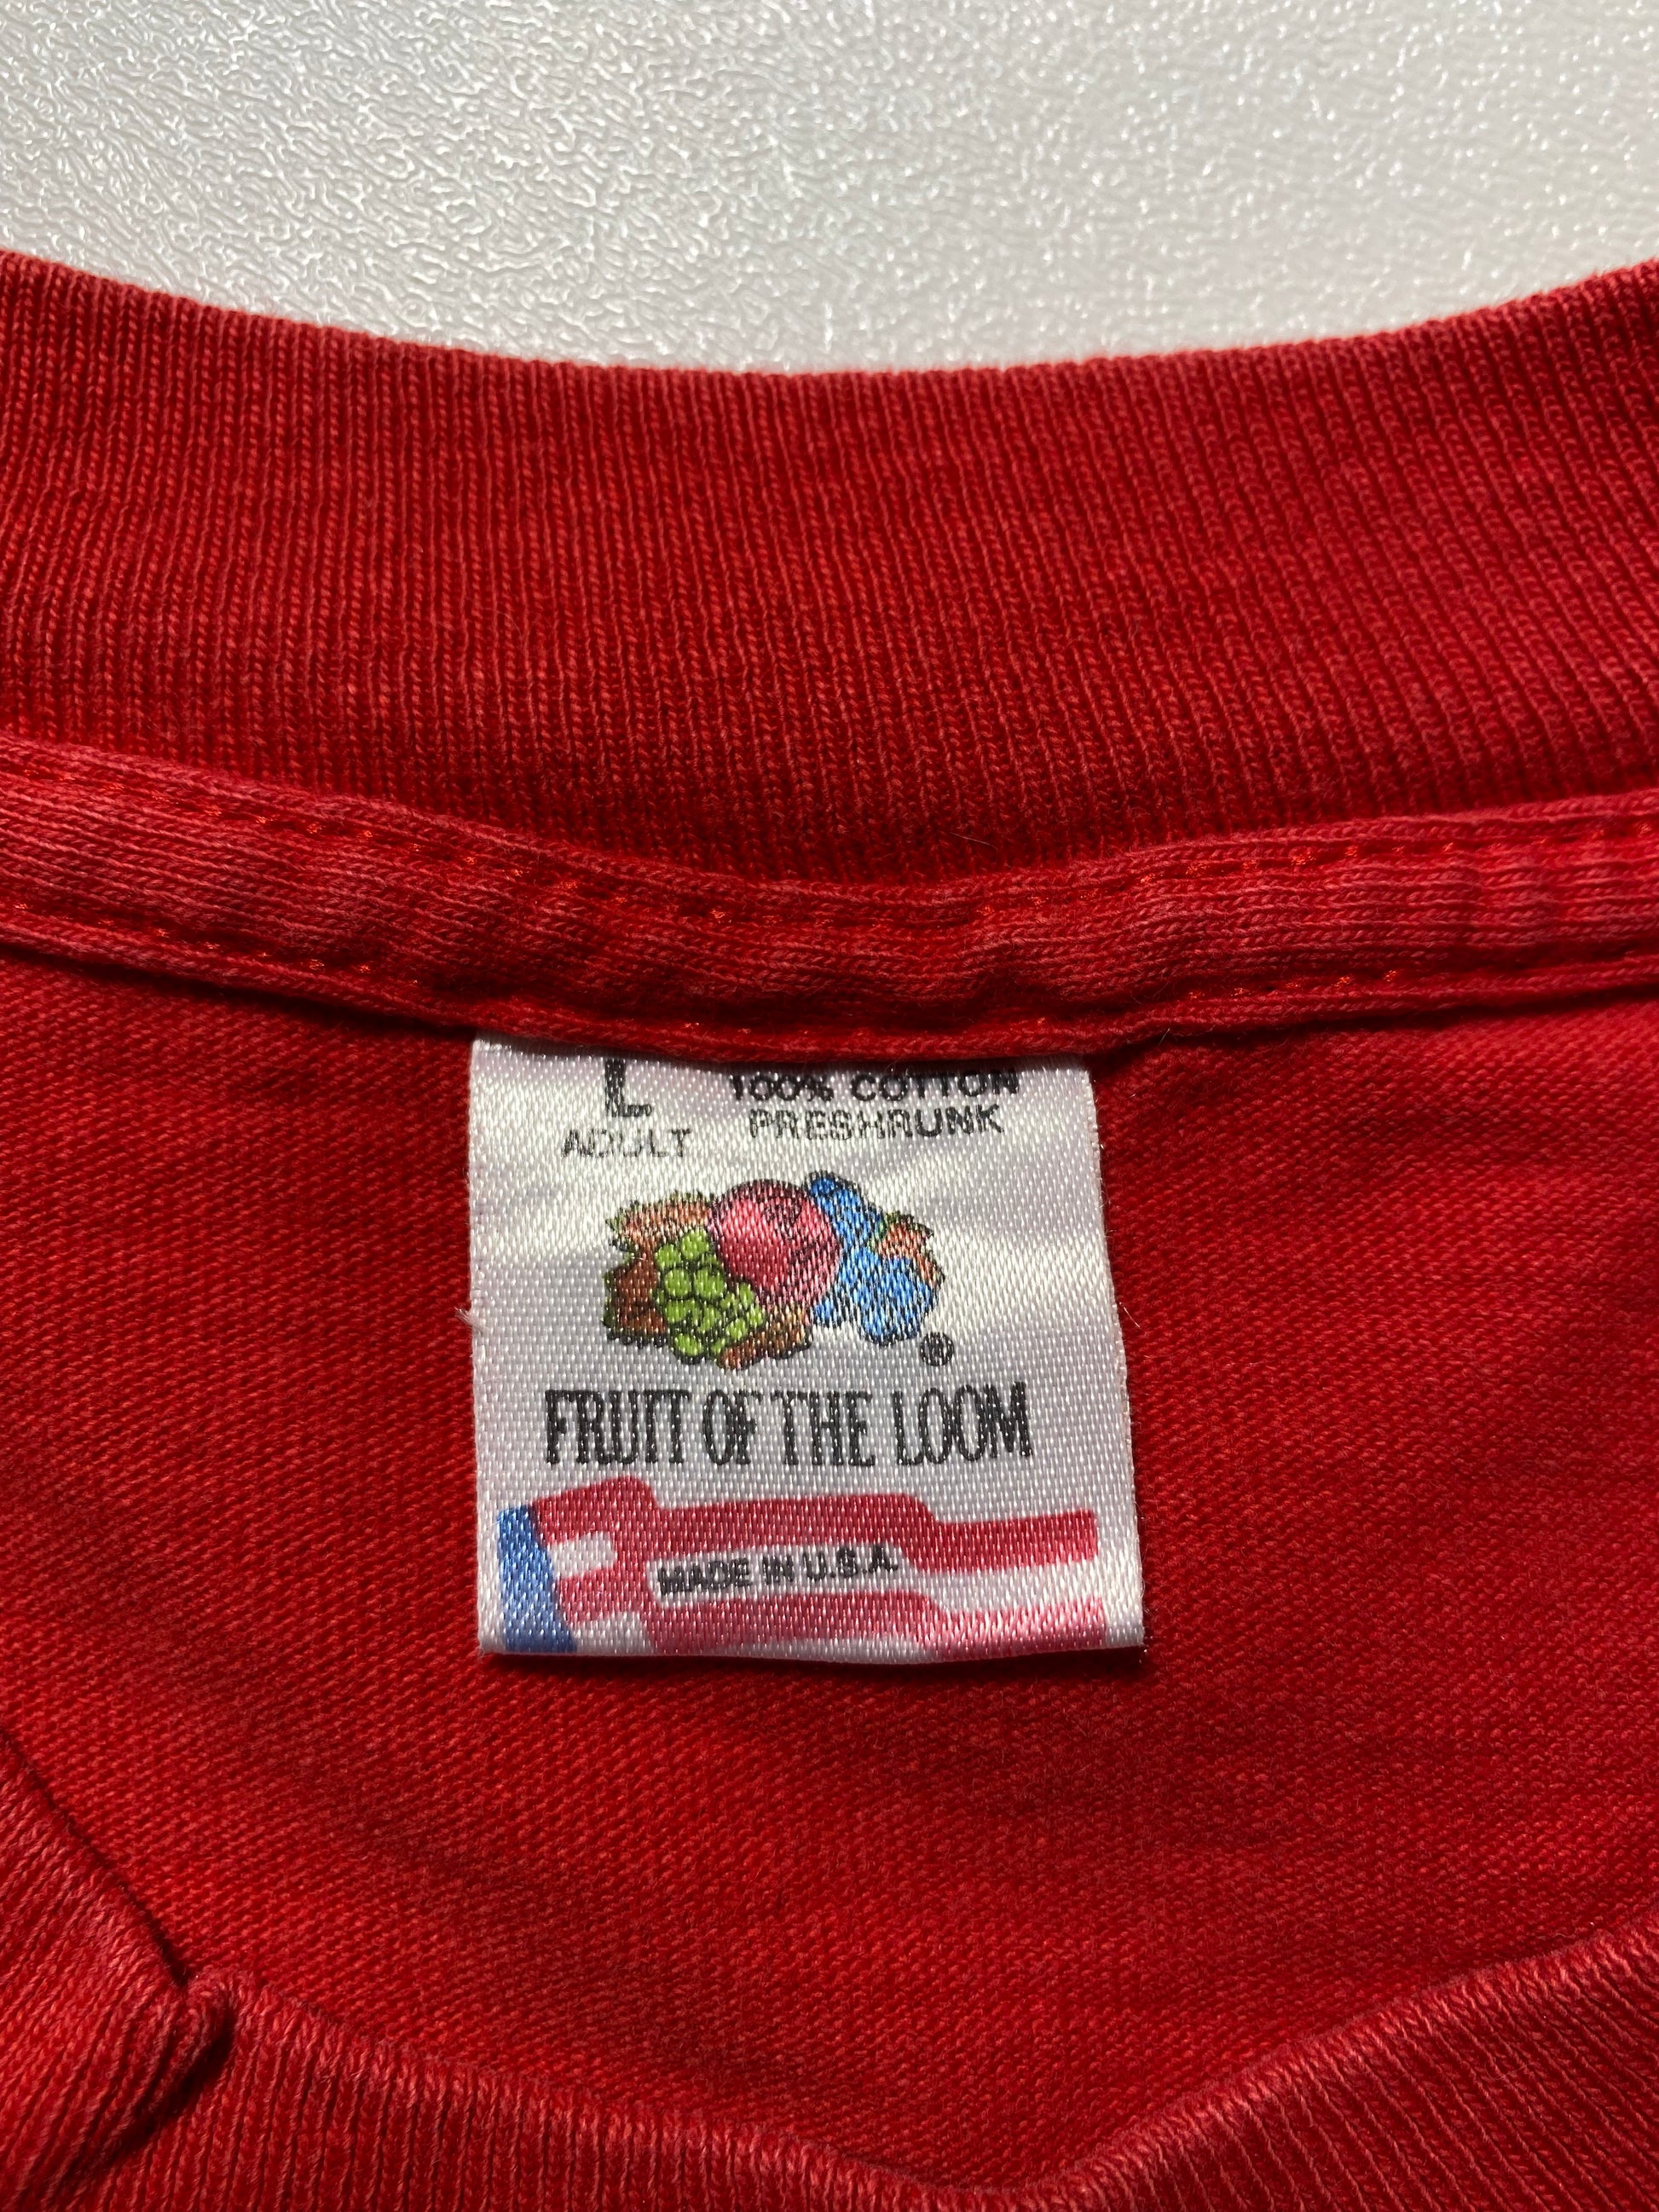 L
ADULT
100% COTTON
PRESHRUNK
®
FRUIT OF THE LOOM
MADE IN U.S.A.